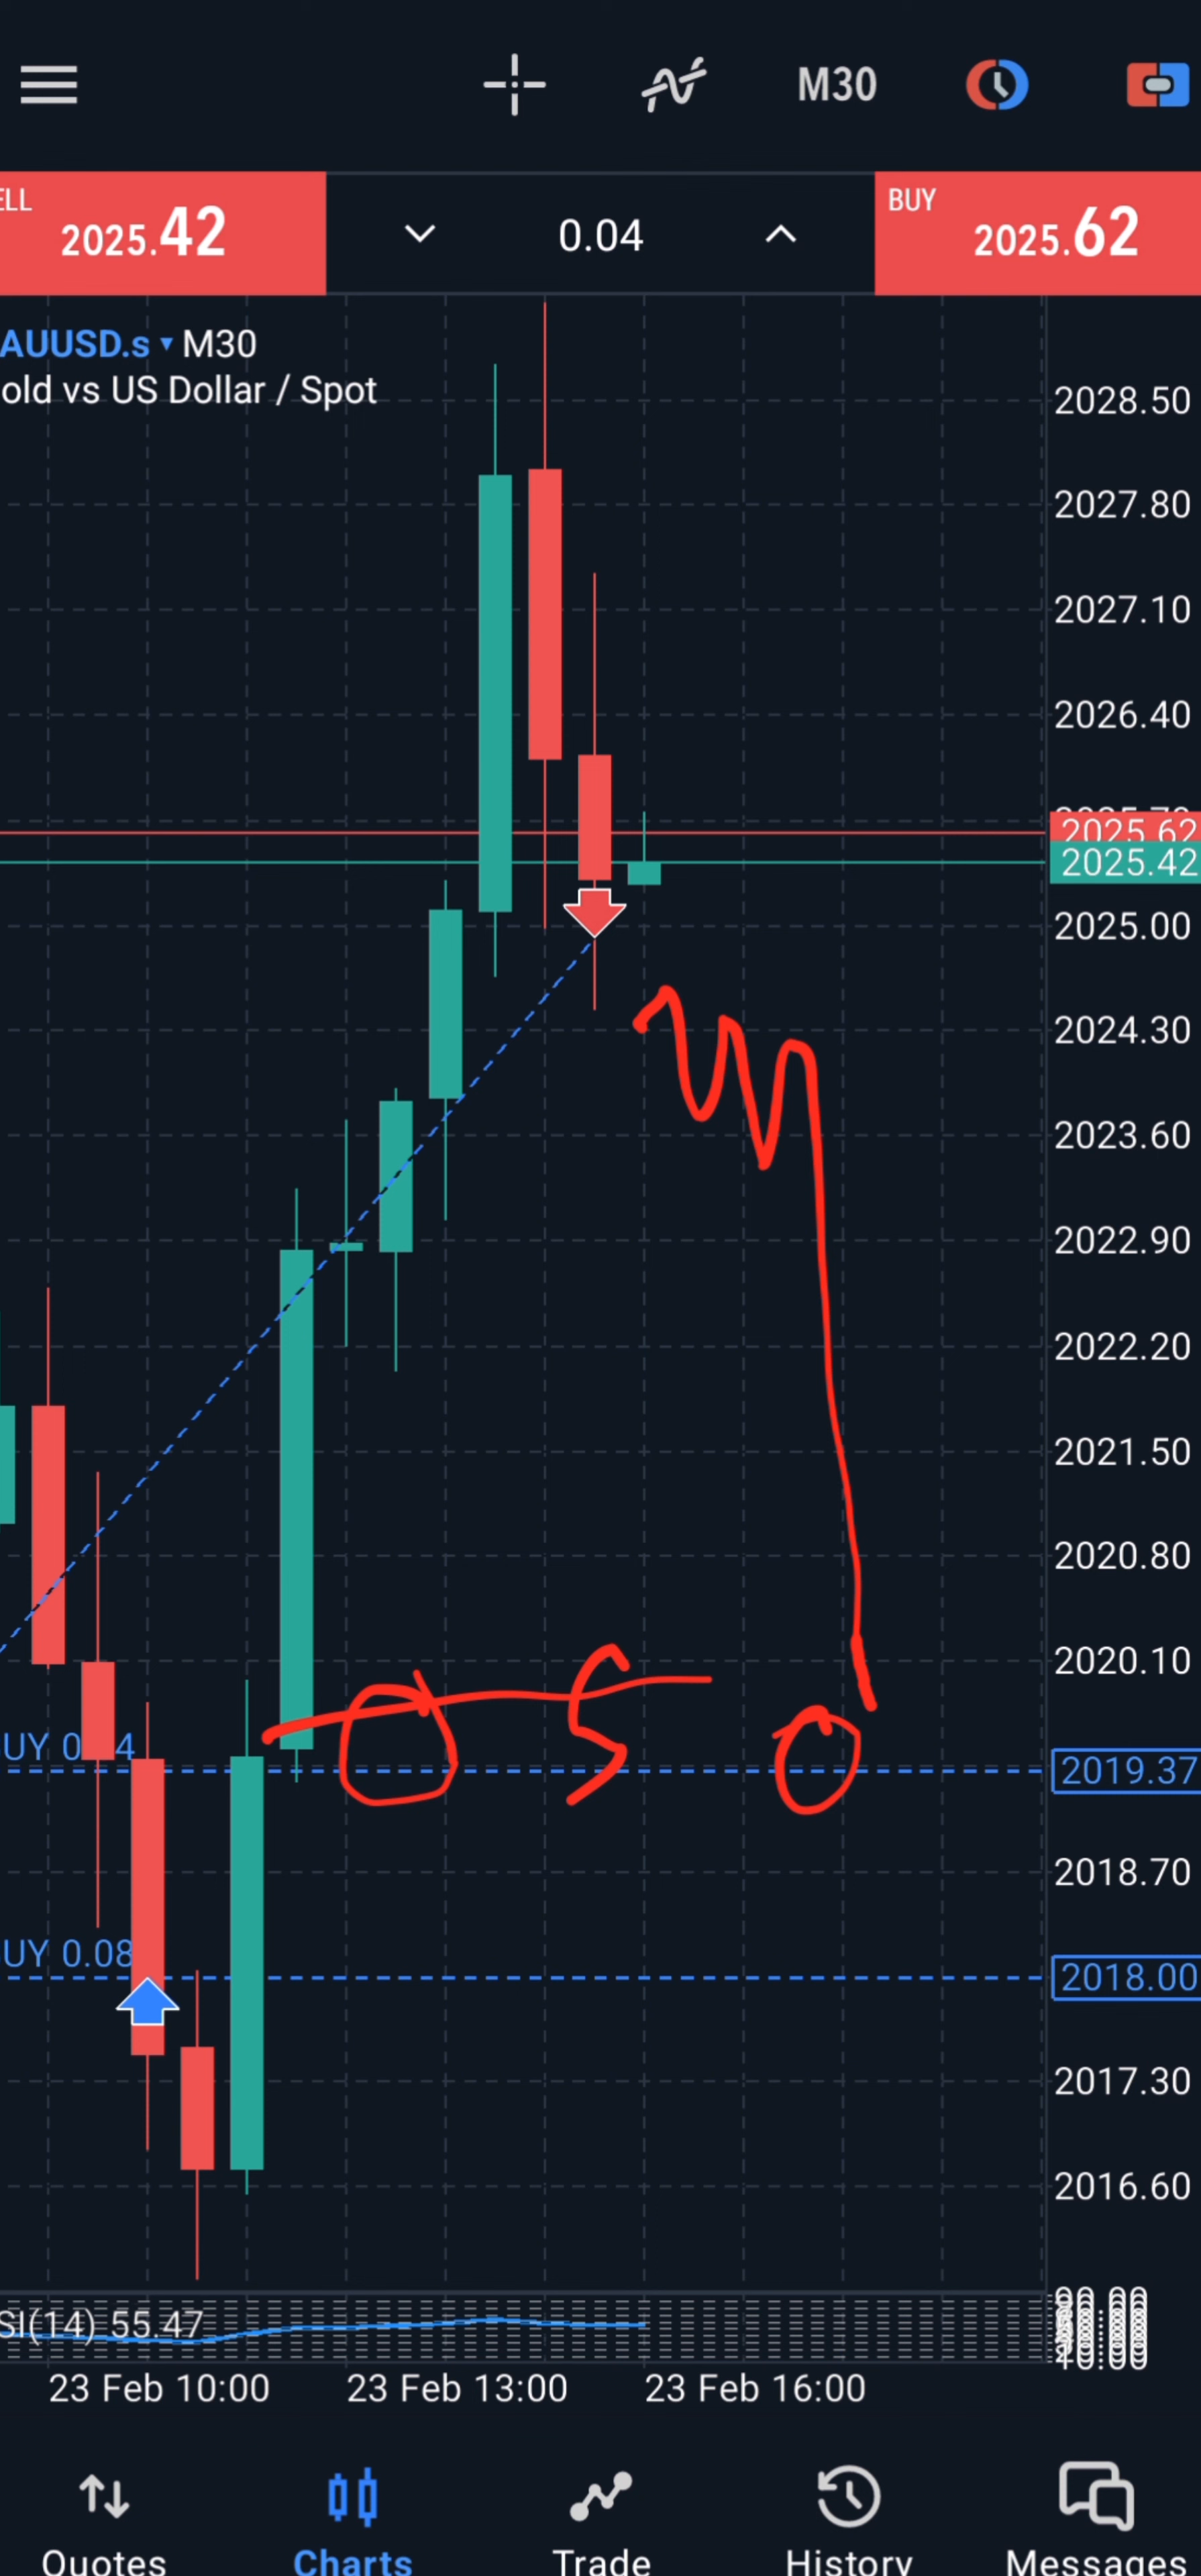 M30
ELL
2025.42
0.04
BUY
2025.62
AUUSD.s ▾ M30
old vs US Dollar / Spot
2028.50
2027.80
2027.10
2026.40
2025.62
2025.42
2025.00
2024.30
2023.60
2022.90
2022.20
2021.50
2020.80
2020.10
UY 0. 4
2019.37
2018.70
UY 0.08
2018.00
2017.30
2016.60
SI(14) 55.47
23 Feb 10:00
23 Feb 13:00
23 Feb 16:00
Quotes
Charts
Trade
History
Messages